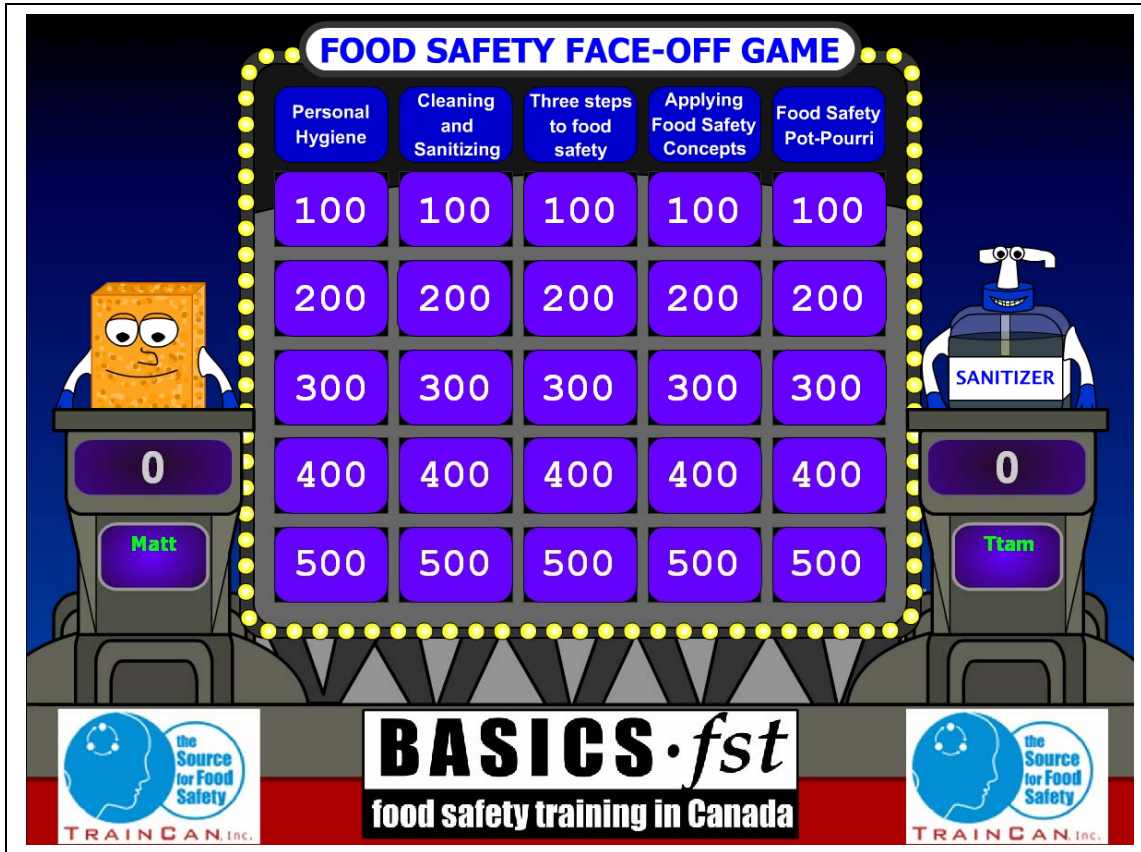 FOOD SAFETY FACE-OFF GAME
Personal
Hygiene
Cleaning
and
Sanitizing
Three steps
to food
safety
Applying
Food Safety
Concepts
Food Safety
Pot-Pourri
100 100 100 100 100
200 200 200 200 200
300 300 300 300 300
400 400 400 400 400
500 500 500 500 500
0
Matt
SANITIZER
0
Ttam
the
Source
for Food
Safety
TRAINCAN, Inc.
BASICS.fst
food safety training in Canada
the
Source
for Food
Safety
TRAINCAN, Inc.